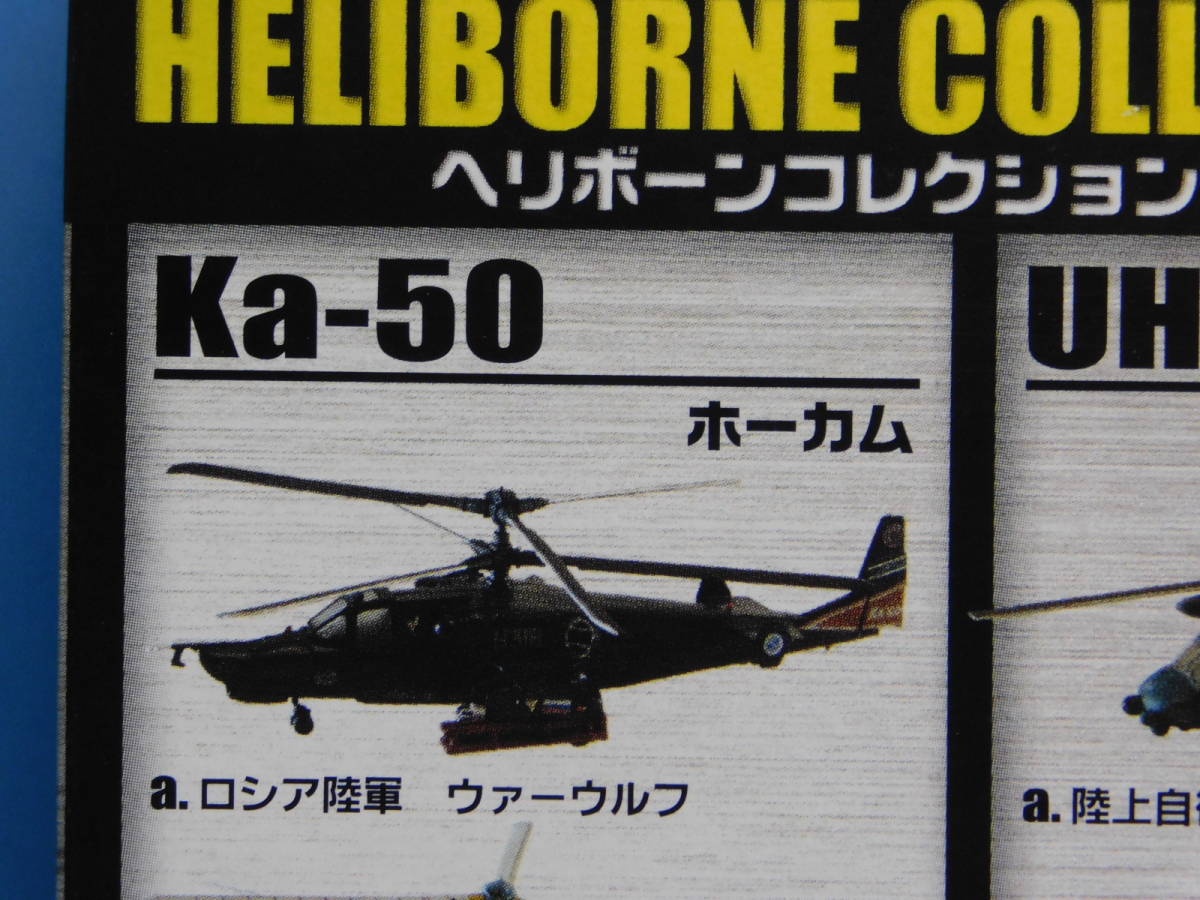 HELIBORNE COLL
ヘリボーンコレクション
Ka-50
ホーカム
a. ロシア陸軍　ウァーウルフ
UH
a. 陸上自衛